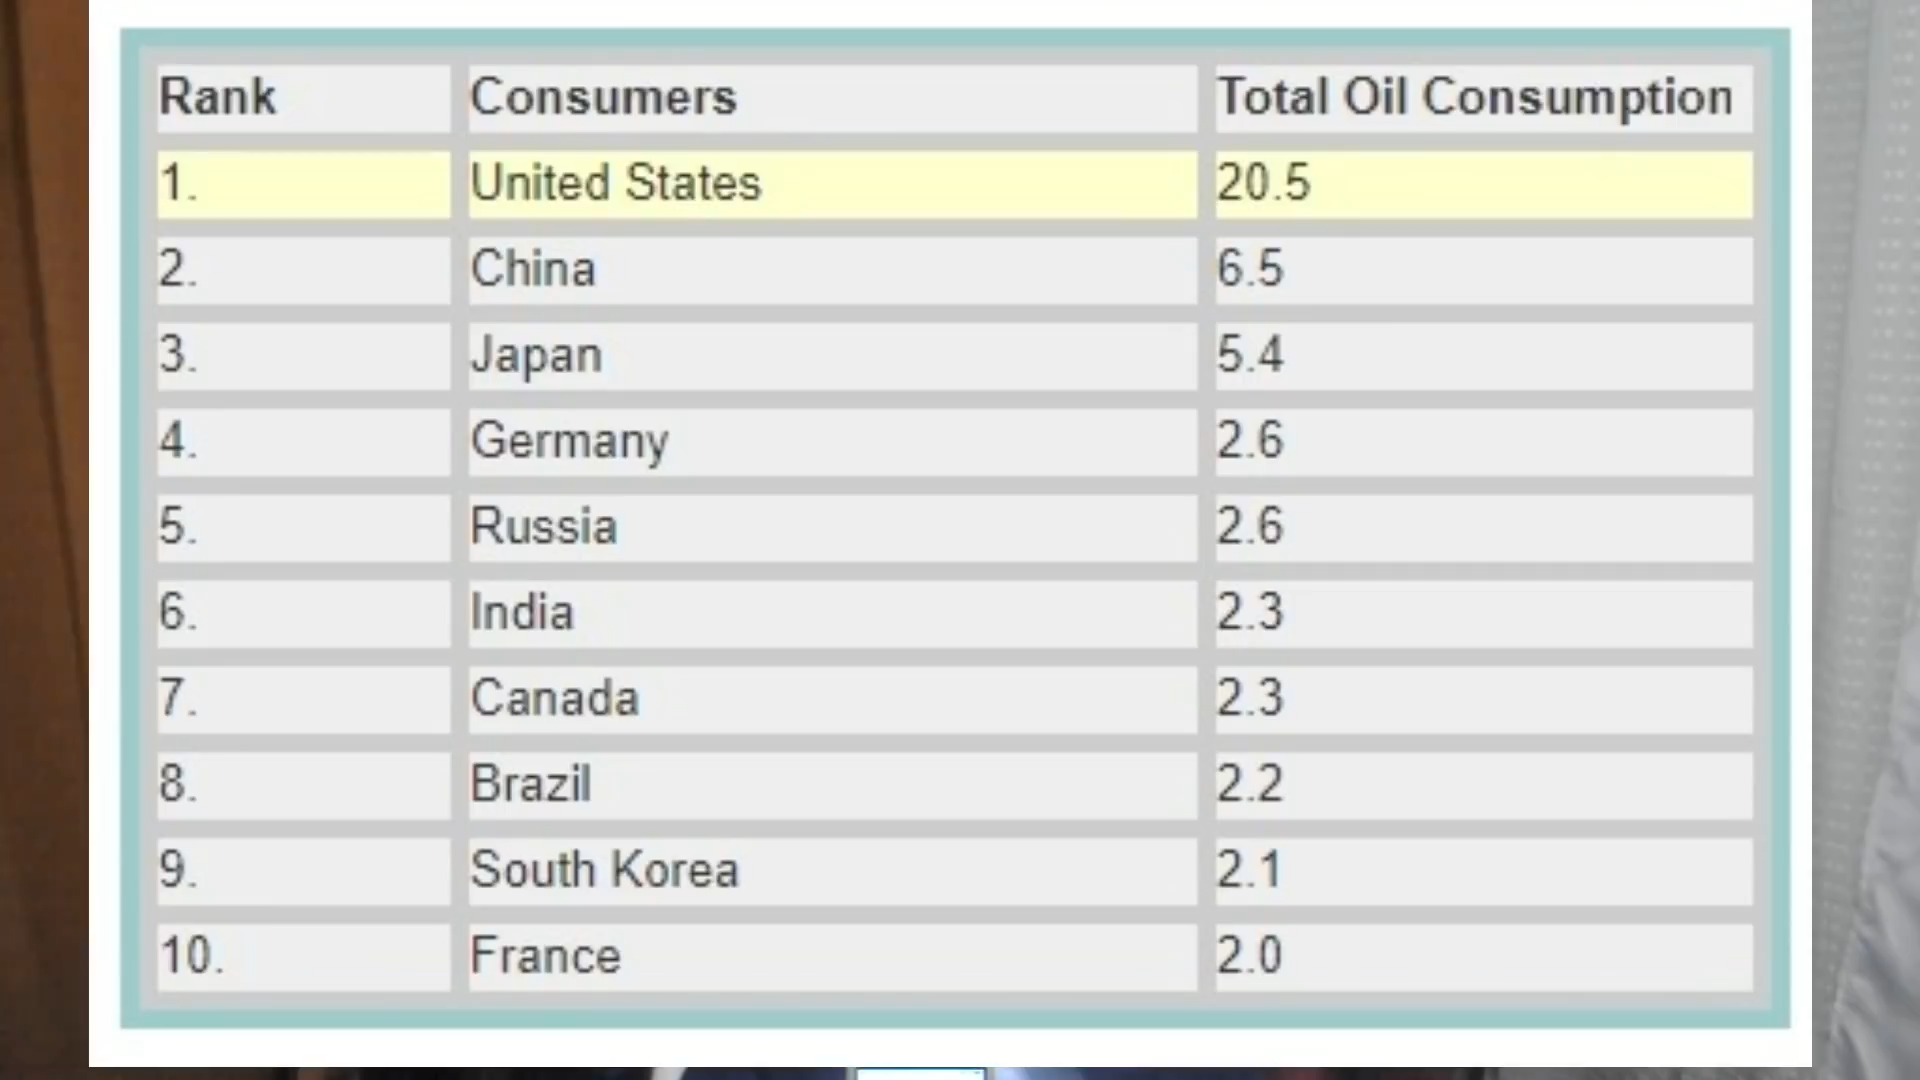 Rank Consumers Total Oil Consumption
1. United States 20.5
2. China 6.5
3. Japan 5.4
4. Germany 2.6
5. Russia 2.6
6. India 2.3
7. Canada 2.3
8. Brazil 2.2
9. South Korea 2.1
10. France 2.0